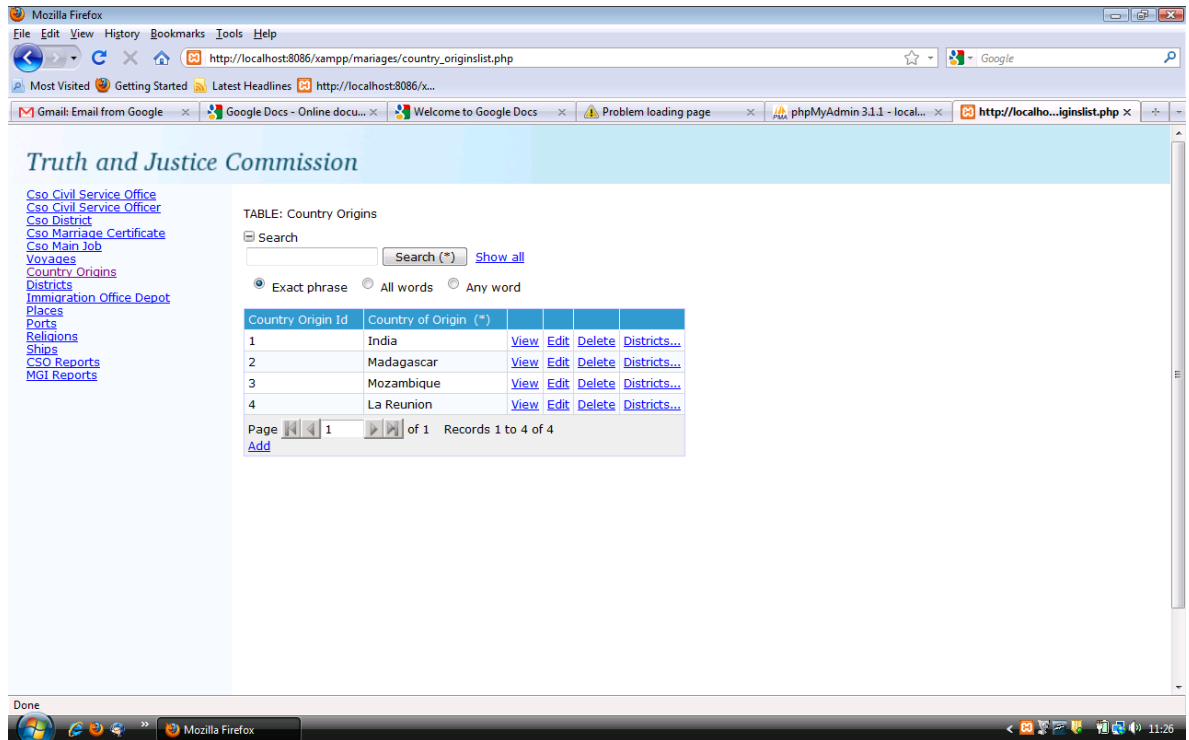 Mozilla Firefox
File Edit View History Bookmarks Tools Help
http://localhost:8086/xampp/mariages/country_originslist.php
Google
Most Visited Getting Started Latest Headlines http://localhost:8086/x...
Gmail: Email from Google Google Docs - Online docu... Welcome to Google Docs Problem loading page phpMyAdmin 3.1.1 - local... http://localho...iginslist.php
Truth and Justice Commission
Cso Civil Service Office
Cso Civil Service Officer
Cso District
Cso Marriage Certificate
Cso Main Job
Voyages
Country Origins
Districts
Immigration Office Depot
Places
Ports
Religions
Ships
CSO Reports
MGI Reports
TABLE: Country Origins
Search
Search (*) Show all
Exact phrase All words Any word
Country Origin Id Country of Origin (*)
1 India View Edit Delete Districts...
2 Madagascar View Edit Delete Districts...
3 Mozambique View Edit Delete Districts...
4 La Reunion View Edit Delete Districts...
Page 1 of 1 Records 1 to 4 of 4
Add
Done
Mozilla Firefox
11:26